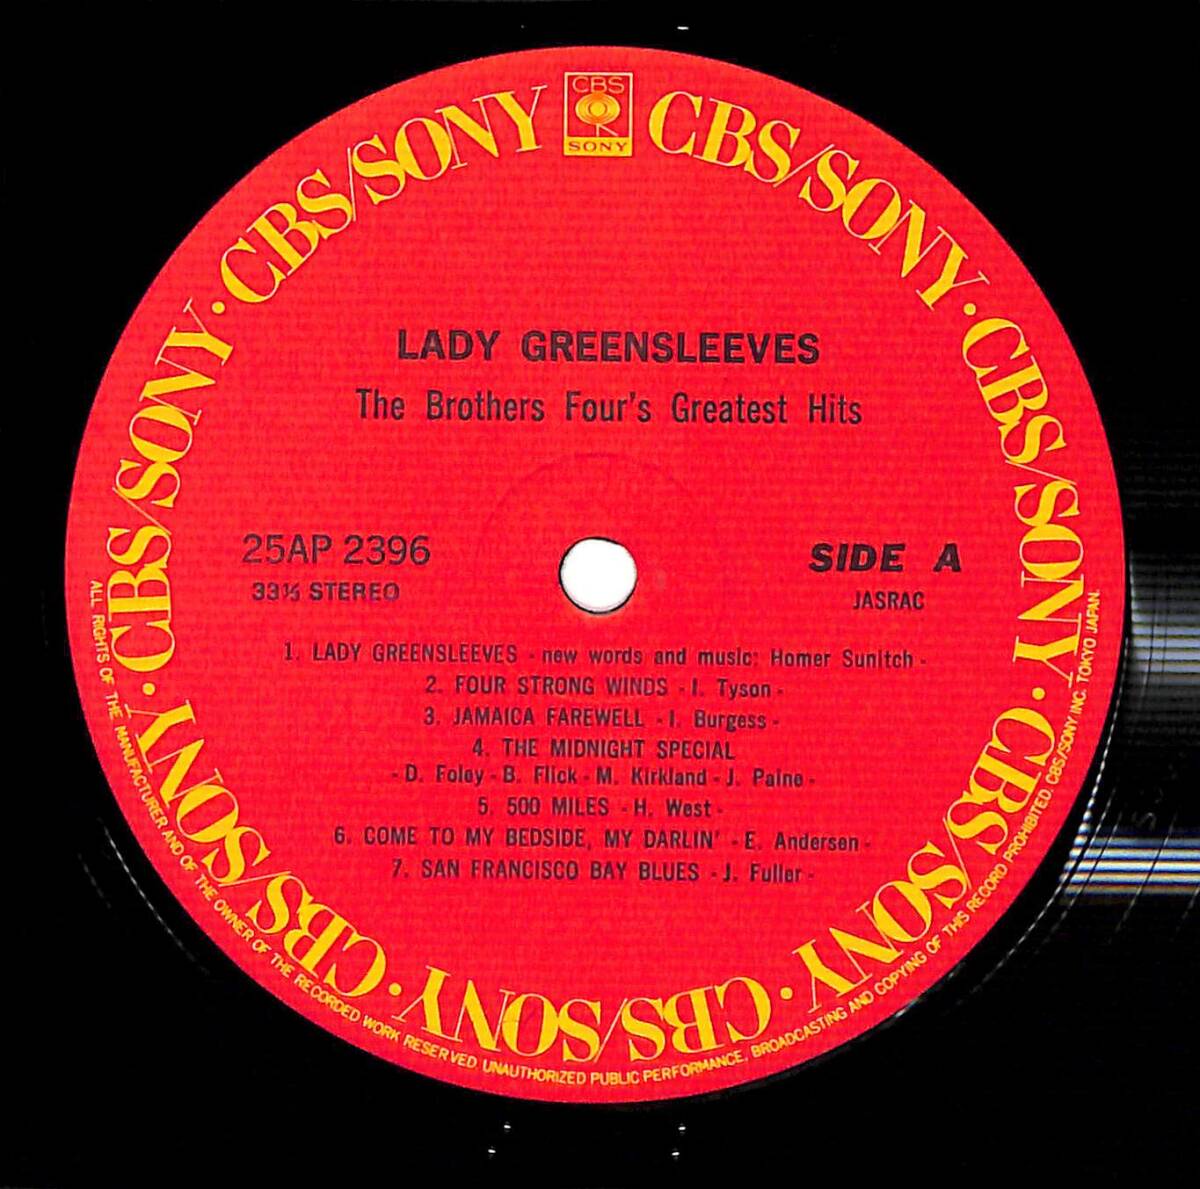 CBS
SONY
CBS/SONY · CBS/SONY · CBS/SONY · CBS/SONY · CBS/SONY · CBS/SONY · CBS/SONY · CBS/SONY
LADY GREENSLEEVES
The Brothers Four's Greatest Hits
25AP 2396
33⅓ STEREO
SIDE A
JASRAC
1. LADY GREENSLEEVES - new words and music: Homer Sunitch -
2. FOUR STRONG WINDS - I. Tyson -
3. JAMAICA FAREWELL - I. Burgess -
4. THE MIDNIGHT SPECIAL
- D. Foley - B. Flick - M. Kirkland - J. Paine -
5. 500 MILES - H. West -
6. COME TO MY BEDSIDE, MY DARLIN' - E. Andersen -
7. SAN FRANCISCO BAY BLUES - J. Fuller -
ALL RIGHTS OF THE MANUFACTURER AND OF THE OWNER OF THE RECORDED WORK RESERVED. UNAUTHORIZED PUBLIC PERFORMANCE, BROADCASTING AND COPYING OF THIS RECORD PROHIBITED. CBS/SONY INC. TOKYO JAPAN.